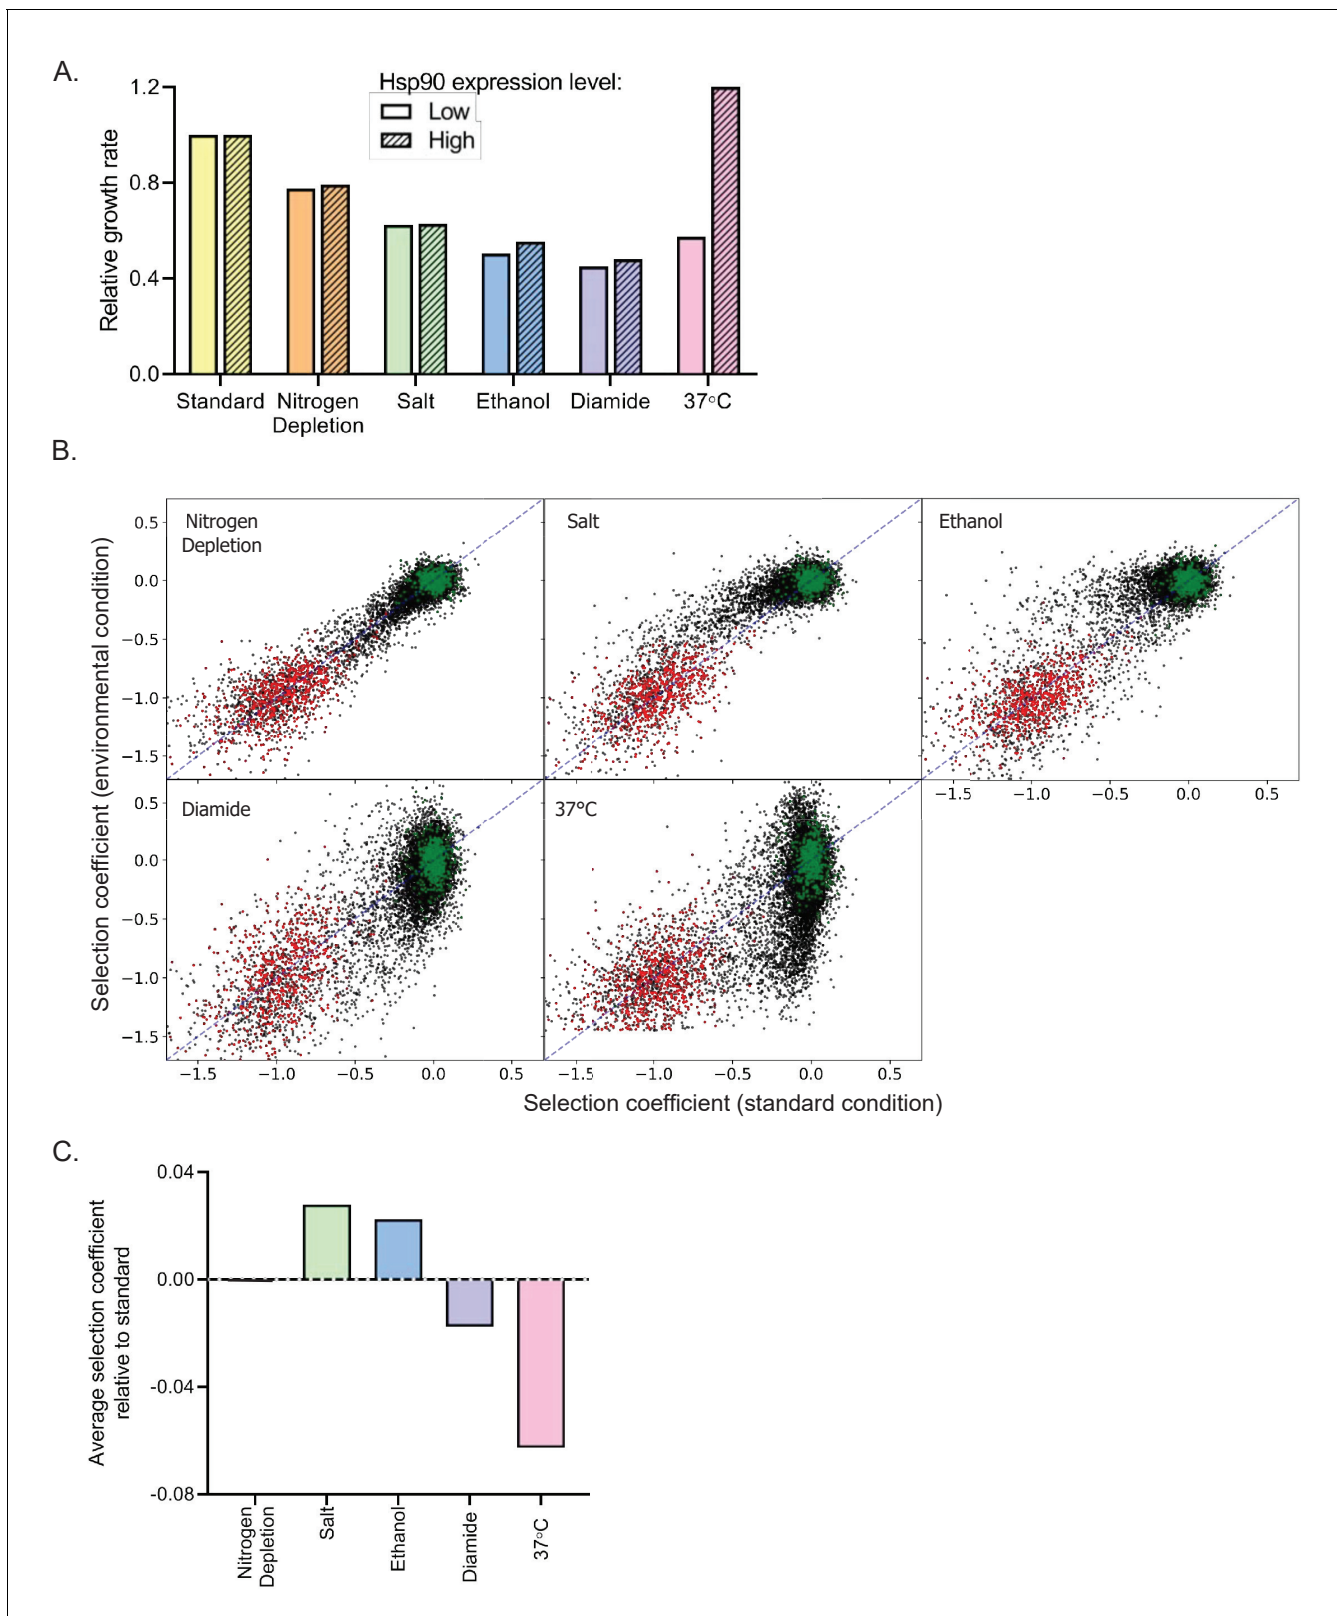 A.
Hsp90 expression level:
Low
High
Relative growth rate
1.2
0.8
0.4
0.0
Standard
Nitrogen
Depletion
Salt
Ethanol
Diamide
37°C
B.
Selection coefficient (environmental condition)
Nitrogen
Depletion
Salt
Ethanol
0.5
0.0
−0.5
−1.0
−1.5
−1.5 −1.0 −0.5 0.0 0.5
Diamide
37°C
0.5
0.0
−0.5
−1.0
−1.5
−1.5 −1.0 −0.5 0.0 0.5
−1.5 −1.0 −0.5 0.0 0.5
Selection coefficient (standard condition)
C.
Average selection coefficient
relative to standard
0.04
0.00
-0.04
-0.08
Nitrogen
Depletion
Salt
Ethanol
Diamide
37°C